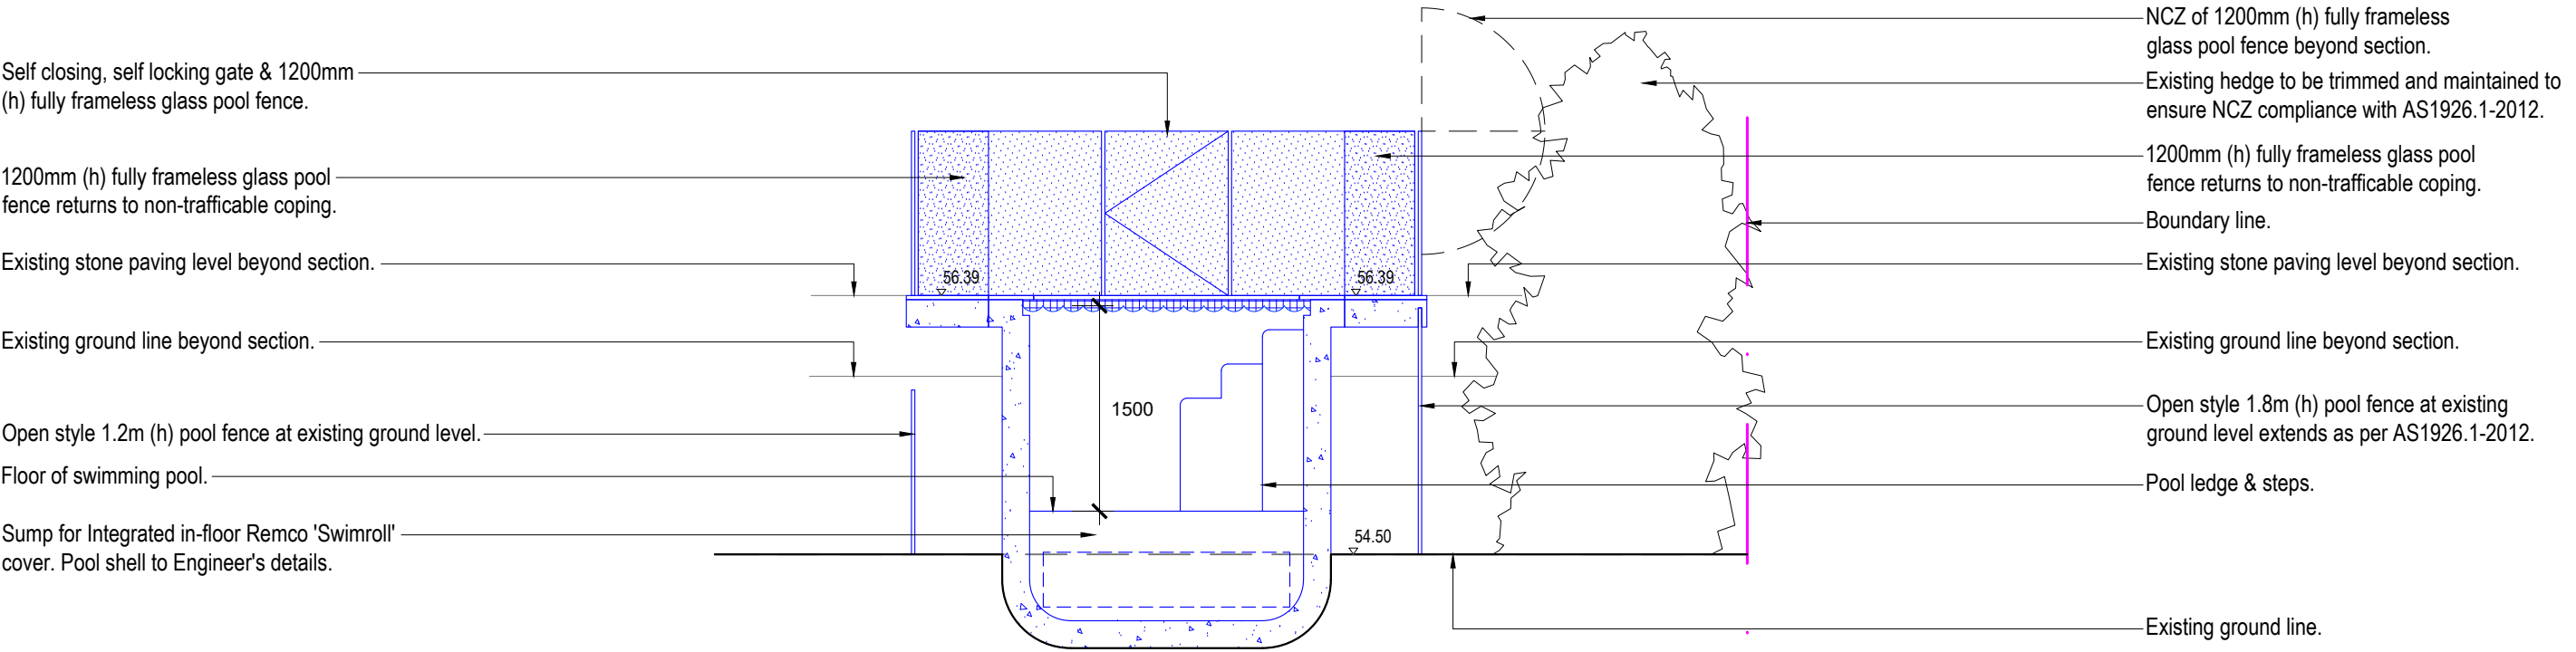 Self closing, self locking gate & 1200mm
(h) fully frameless glass pool fence.
1200mm (h) fully frameless glass pool
fence returns to non-trafficable coping.
Existing stone paving level beyond section.
Existing ground line beyond section.
Open style 1.2m (h) pool fence at existing ground level.
Floor of swimming pool.
Sump for Integrated in-floor Remco 'Swimroll'
cover. Pool shell to Engineer's details.
56.39
56.39
1500
54.50
NCZ of 1200mm (h) fully frameless
glass pool fence beyond section.
Existing hedge to be trimmed and maintained to
ensure NCZ compliance with AS1926.1-2012.
1200mm (h) fully frameless glass pool
fence returns to non-trafficable coping.
Boundary line.
Existing stone paving level beyond section.
Existing ground line beyond section.
Open style 1.8m (h) pool fence at existing
ground level extends as per AS1926.1-2012.
Pool ledge & steps.
Existing ground line.